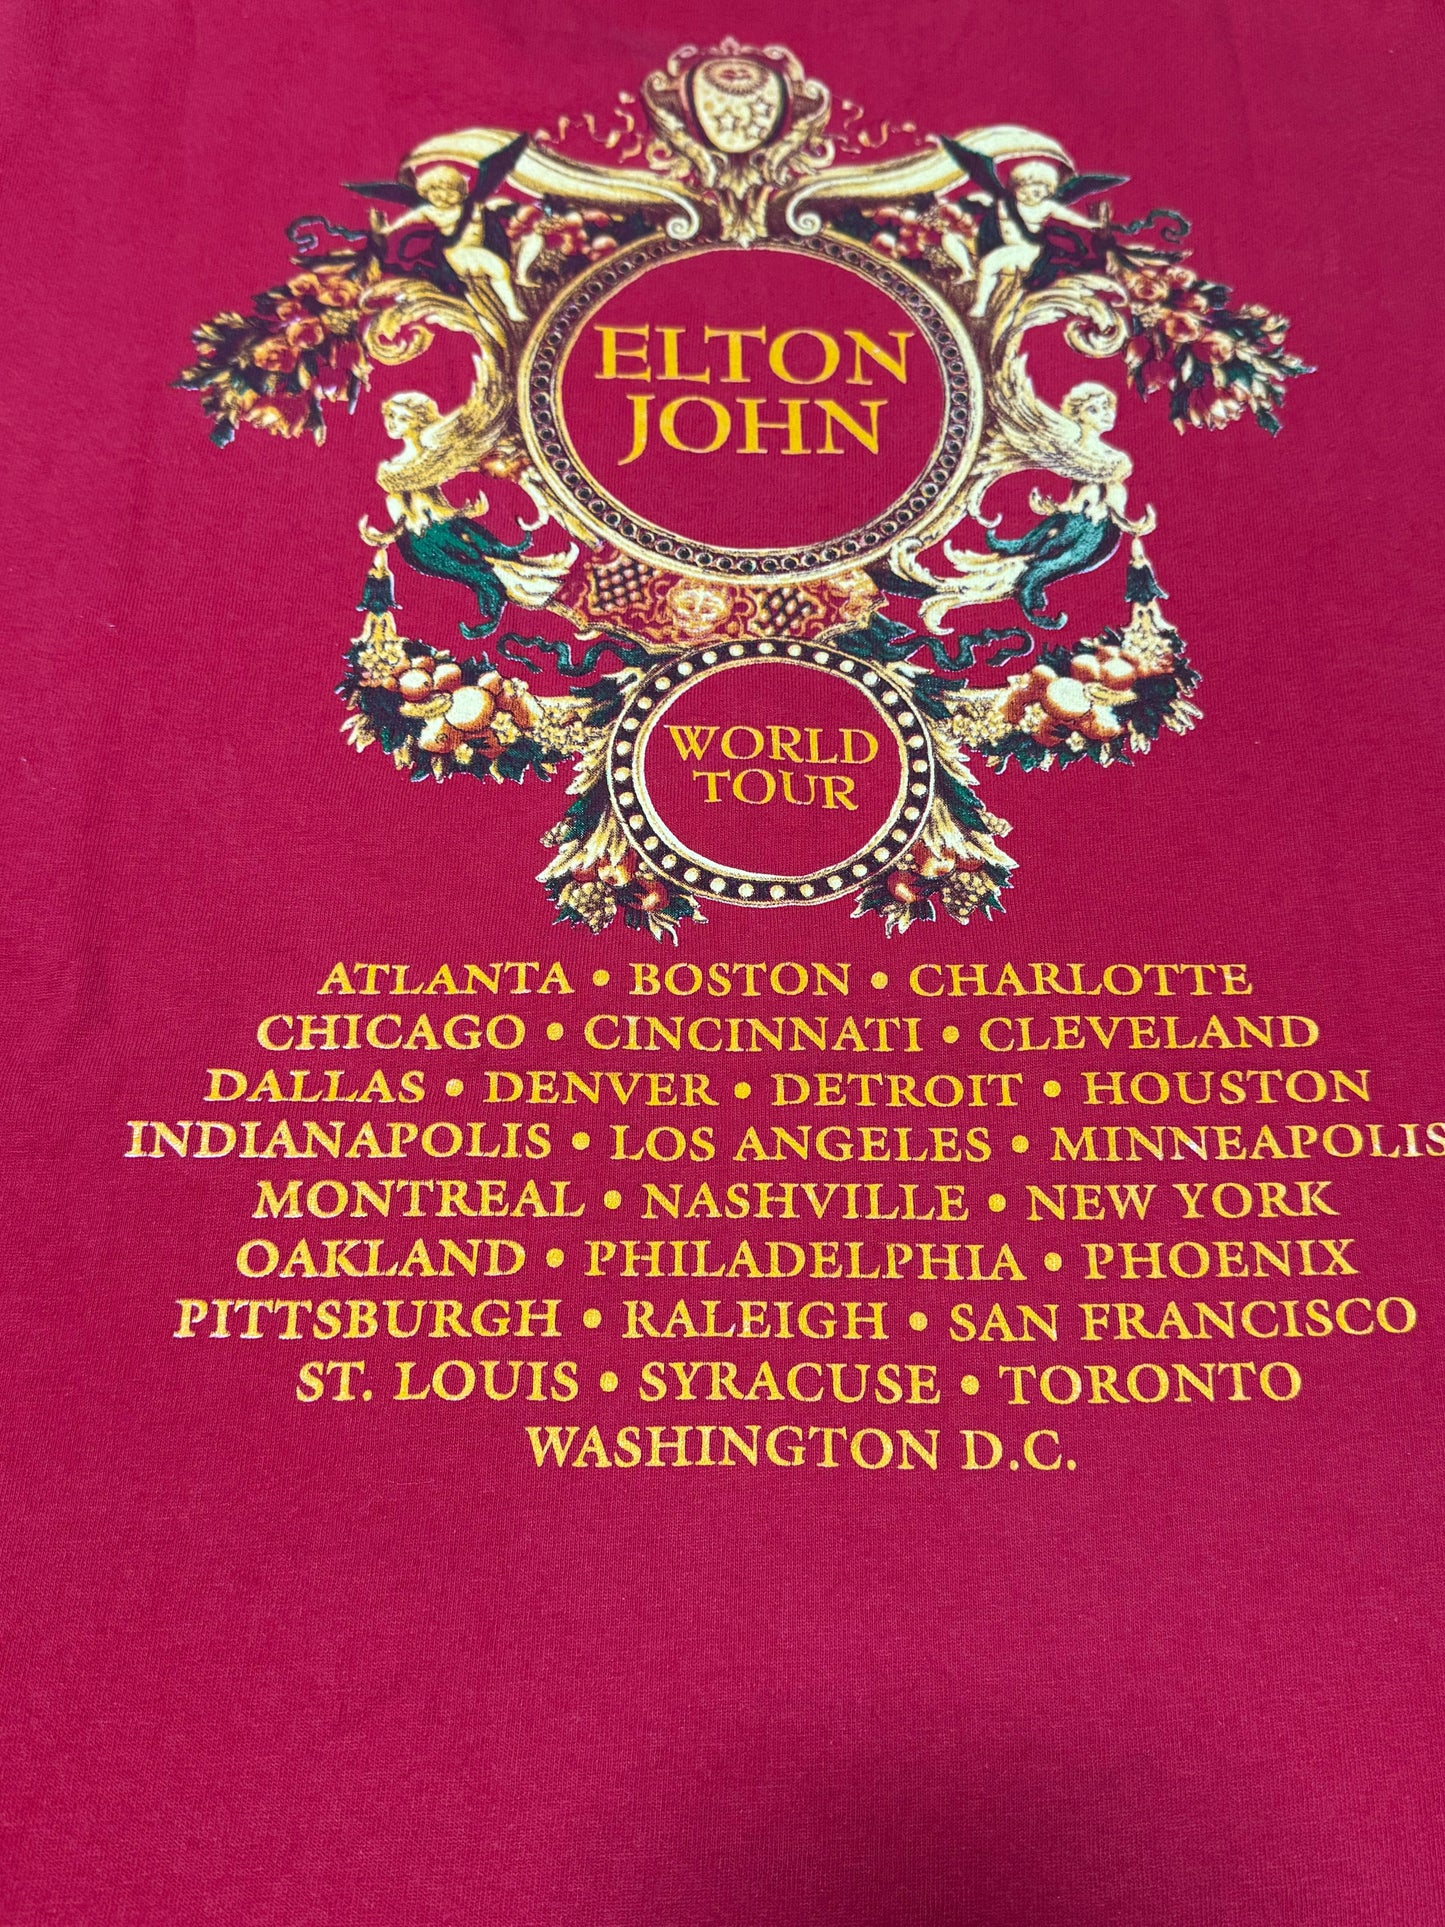 ELTON
JOHN
WORLD
TOUR
ATLANTA • BOSTON • CHARLOTTE
CHICAGO • CINCINNATI • CLEVELAND
DALLAS • DENVER • DETROIT • HOUSTON
INDIANAPOLIS • LOS ANGELES • MINNEAPOLIS
MONTREAL • NASHVILLE • NEW YORK
OAKLAND • PHILADELPHIA • PHOENIX
PITTSBURGH • RALEIGH • SAN FRANCISCO
ST. LOUIS • SYRACUSE • TORONTO
WASHINGTON D.C.